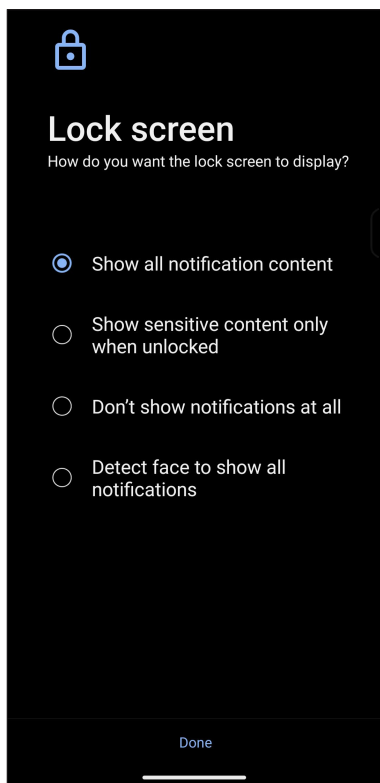 Lock screen
How do you want the lock screen to display?
Show all notification content
Show sensitive content only
when unlocked
Don’t show notifications at all
Detect face to show all
notifications
Done